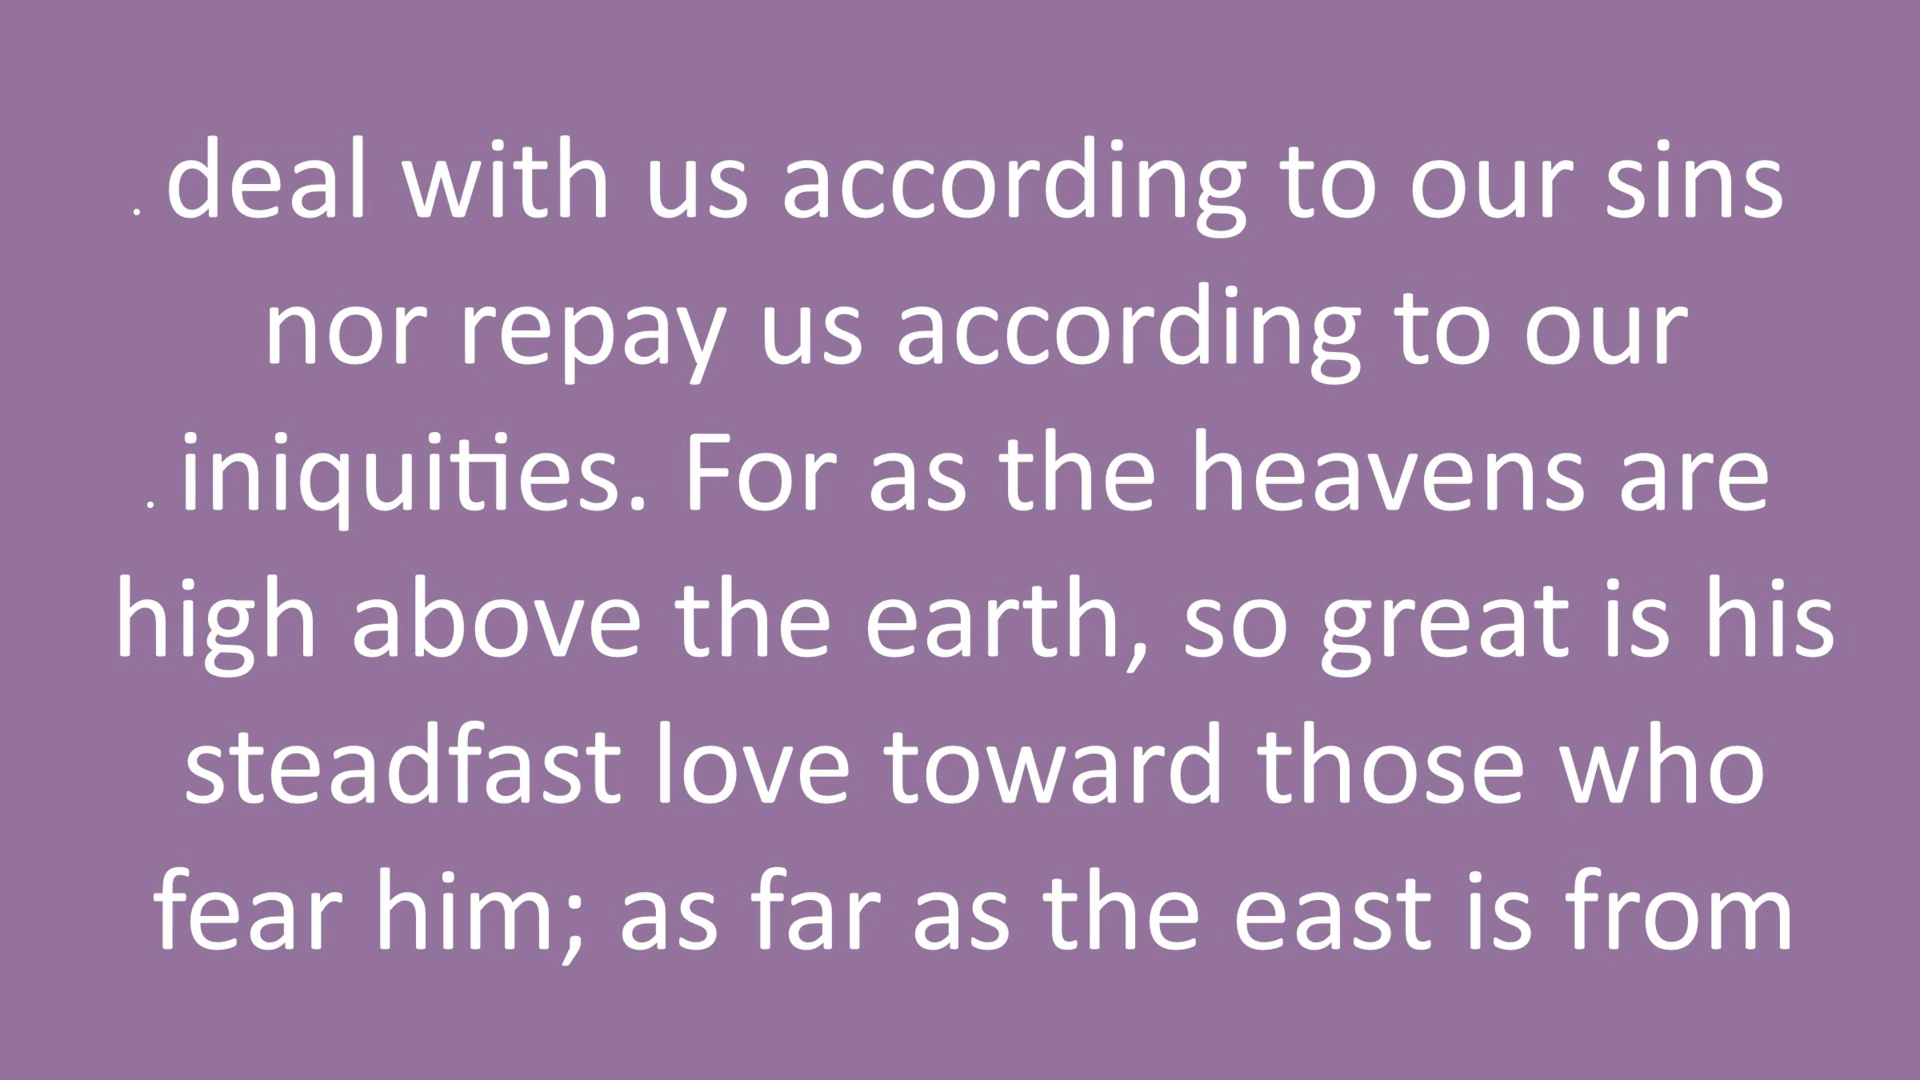 . deal with us according to our sins
nor repay us according to our
. iniquities. For as the heavens are
high above the earth, so great is his
steadfast love toward those who
fear him; as far as the east is from